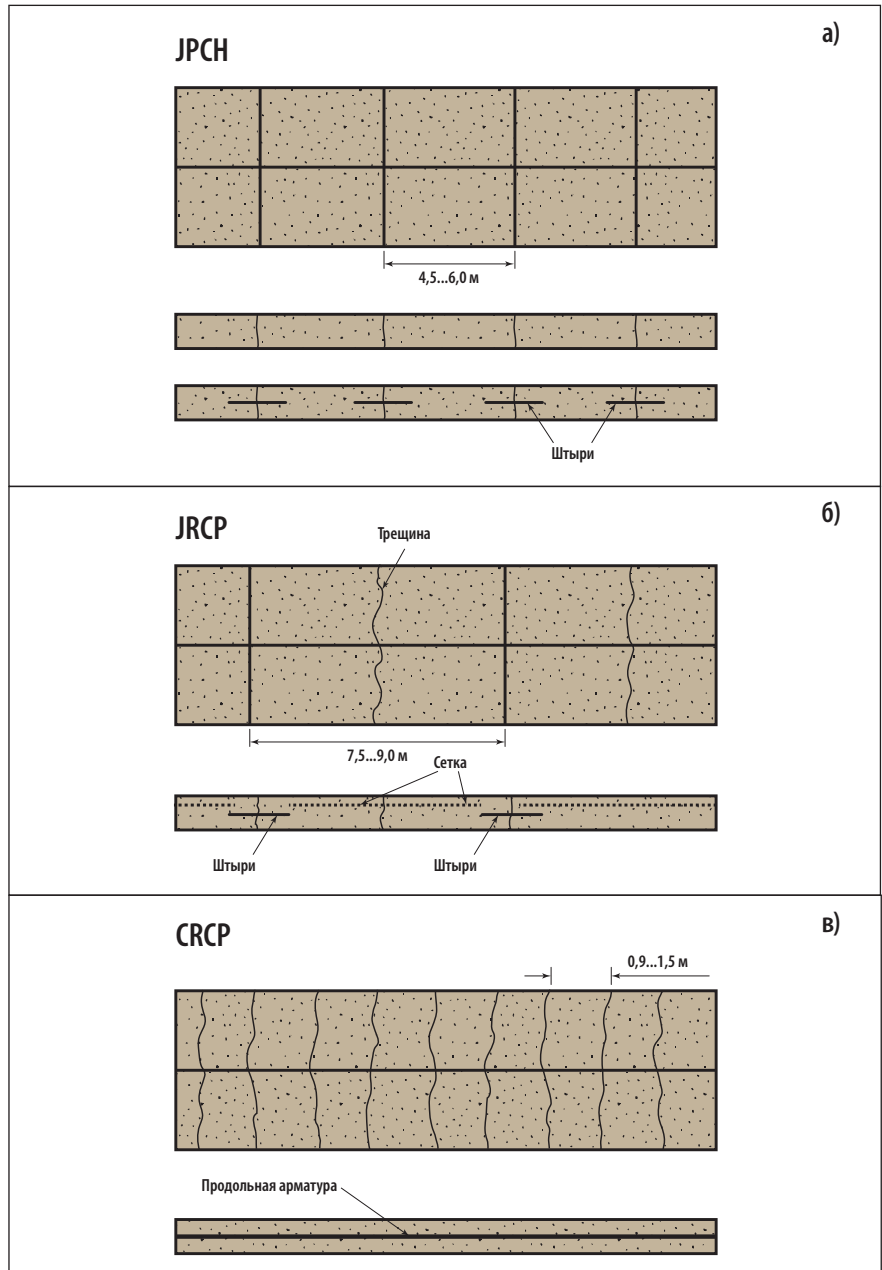 а)
JPCH
4,5...6,0 м
Штыри
б)
JRCP
Трещина
7,5...9,0 м
Сетка
Штыри
Штыри
в)
CRCP
0,9...1,5 м
Продольная арматура